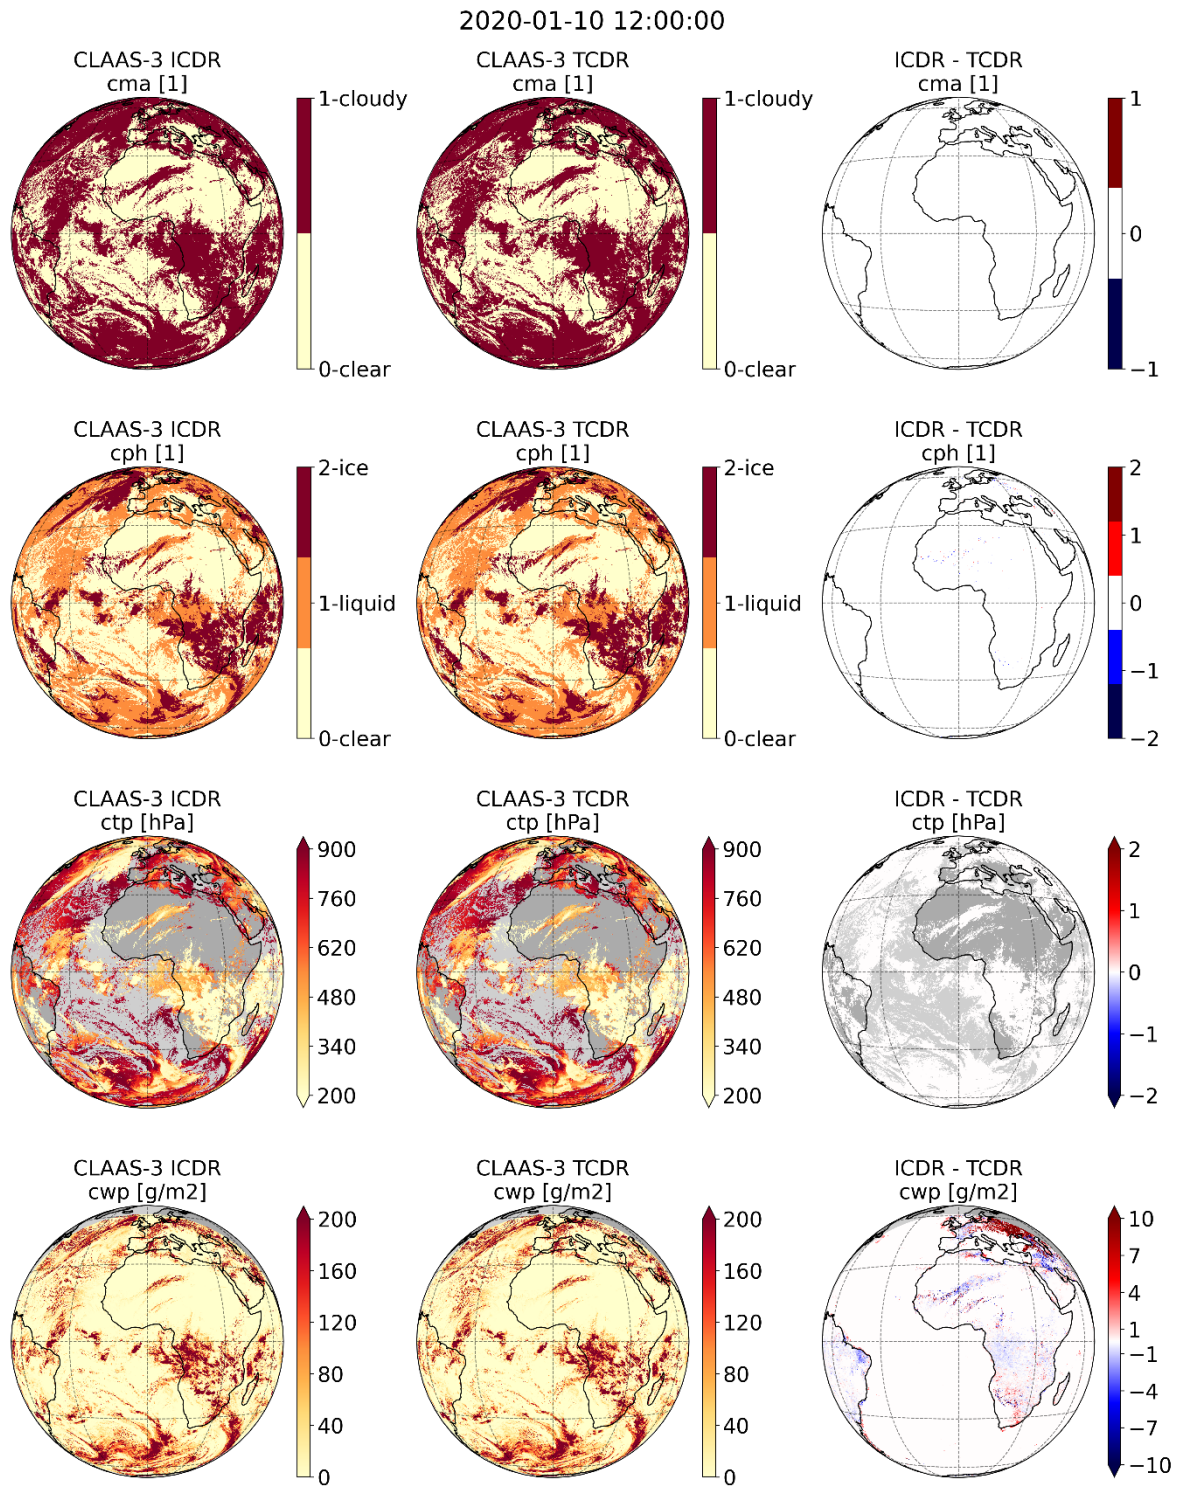 2020-01-10 12:00:00
CLAAS-3 ICDR
cma [1]
1-cloudy
0-clear
CLAAS-3 TCDR
cma [1]
1-cloudy
0-clear
ICDR - TCDR
cma [1]
1
0
−1
CLAAS-3 ICDR
cph [1]
2-ice
1-liquid
0-clear
CLAAS-3 TCDR
cph [1]
2-ice
1-liquid
0-clear
ICDR - TCDR
cph [1]
2
1
0
−1
−2
CLAAS-3 ICDR
ctp [hPa]
900
760
620
480
340
200
CLAAS-3 TCDR
ctp [hPa]
900
760
620
480
340
200
ICDR - TCDR
ctp [hPa]
2
1
0
−1
−2
CLAAS-3 ICDR
cwp [g/m2]
200
160
120
80
40
0
CLAAS-3 TCDR
cwp [g/m2]
200
160
120
80
40
0
ICDR - TCDR
cwp [g/m2]
10
7
4
1
−1
−4
−7
−10